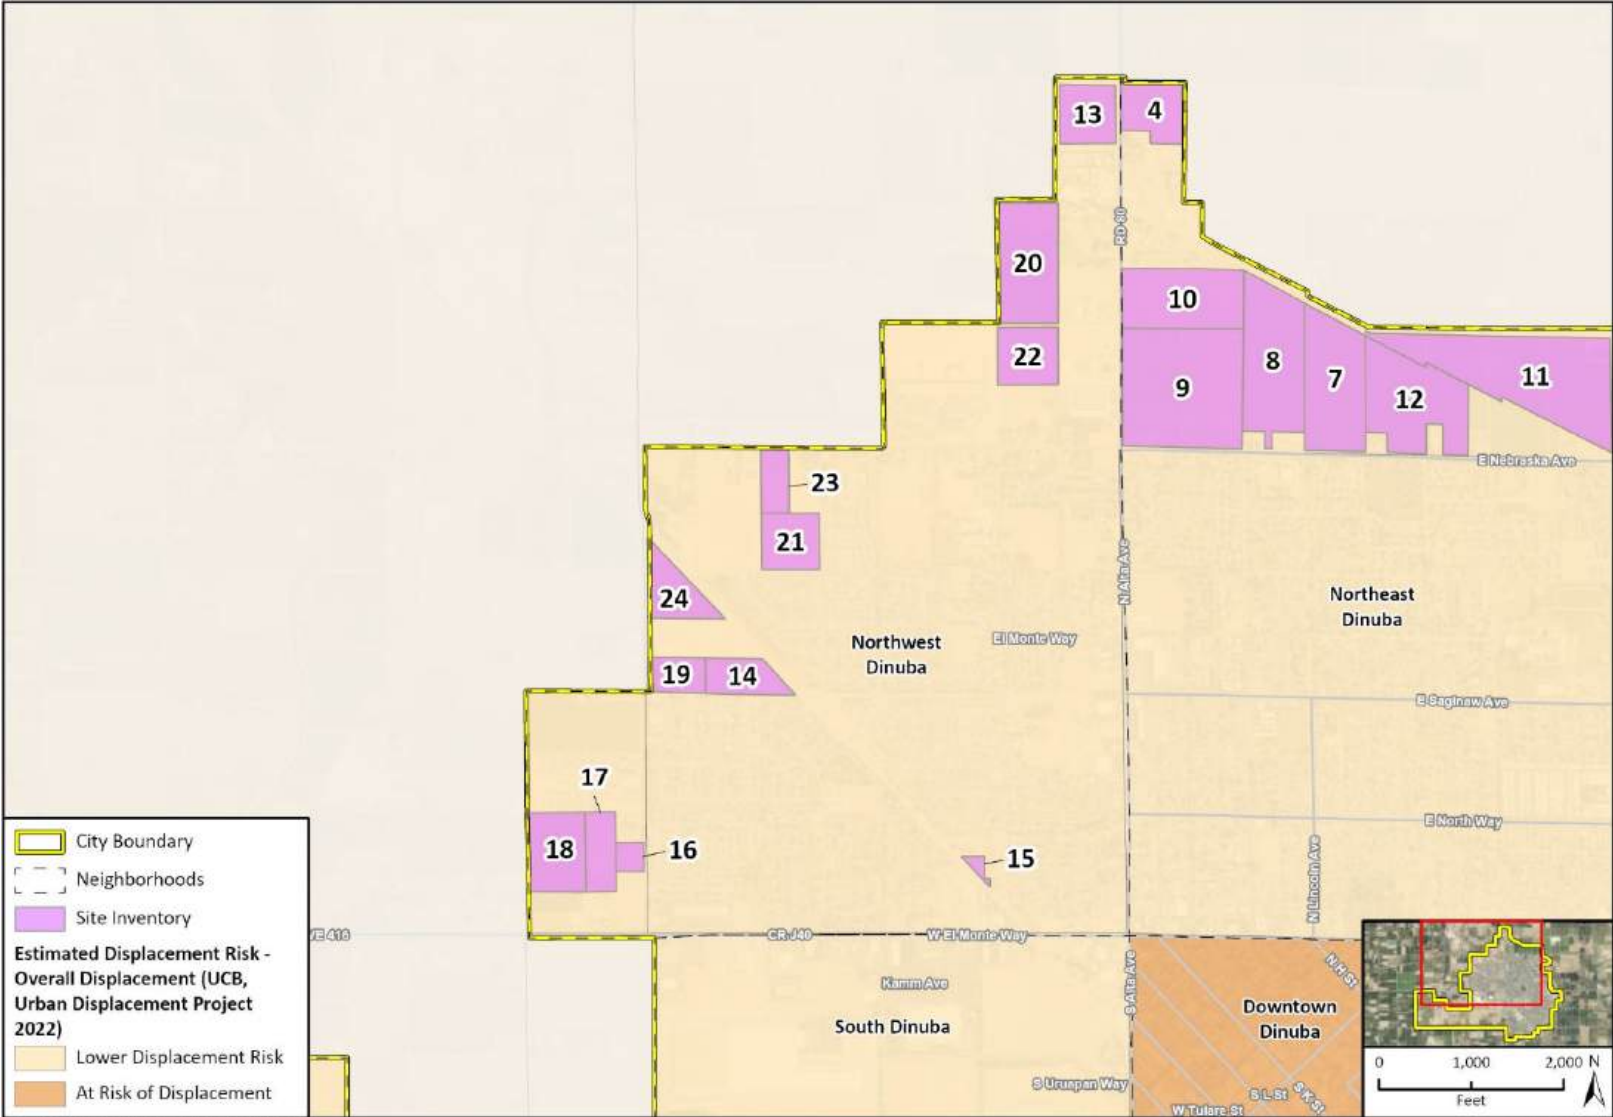 13
4
RD 80
20
10
22
8
7
11
9
12
E Nebraska Ave
23
21
N Alta Ave
24
Northeast
Dinuba
Northwest
Dinuba
El Monte Way
19
14
E Saginaw Ave
17
E North Way
18
16
15
N Lincoln Ave
VE 416
CR-J40
W El Monte Way
Kamm Ave
S Alta Ave
N H St
South Dinuba
Downtown
Dinuba
S Uruapan Way
S L St
S K St
W Tulare St
City Boundary
Neighborhoods
Site Inventory
Estimated Displacement Risk -
Overall Displacement (UCB,
Urban Displacement Project
2022)
Lower Displacement Risk
At Risk of Displacement
0
1,000
2,000
N
Feet